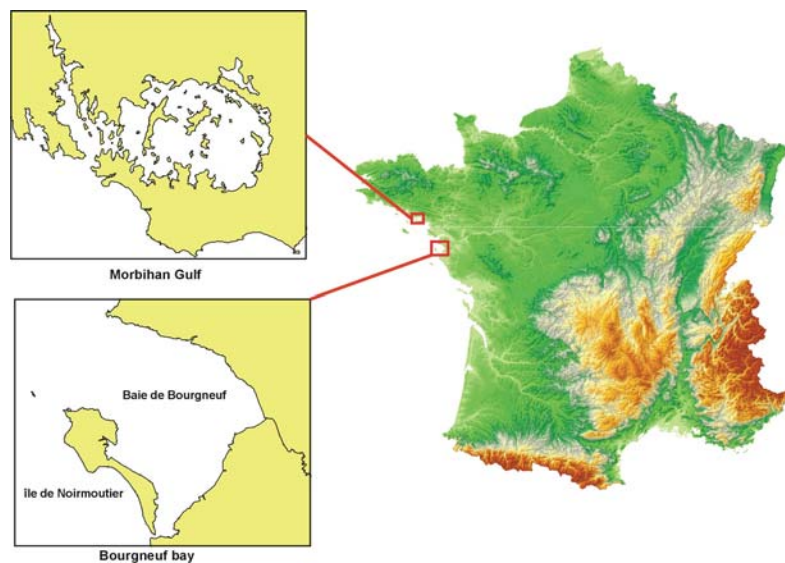 Morbihan Gulf
Baie de Bourgneuf
île de Noirmoutier
Bourgneuf bay